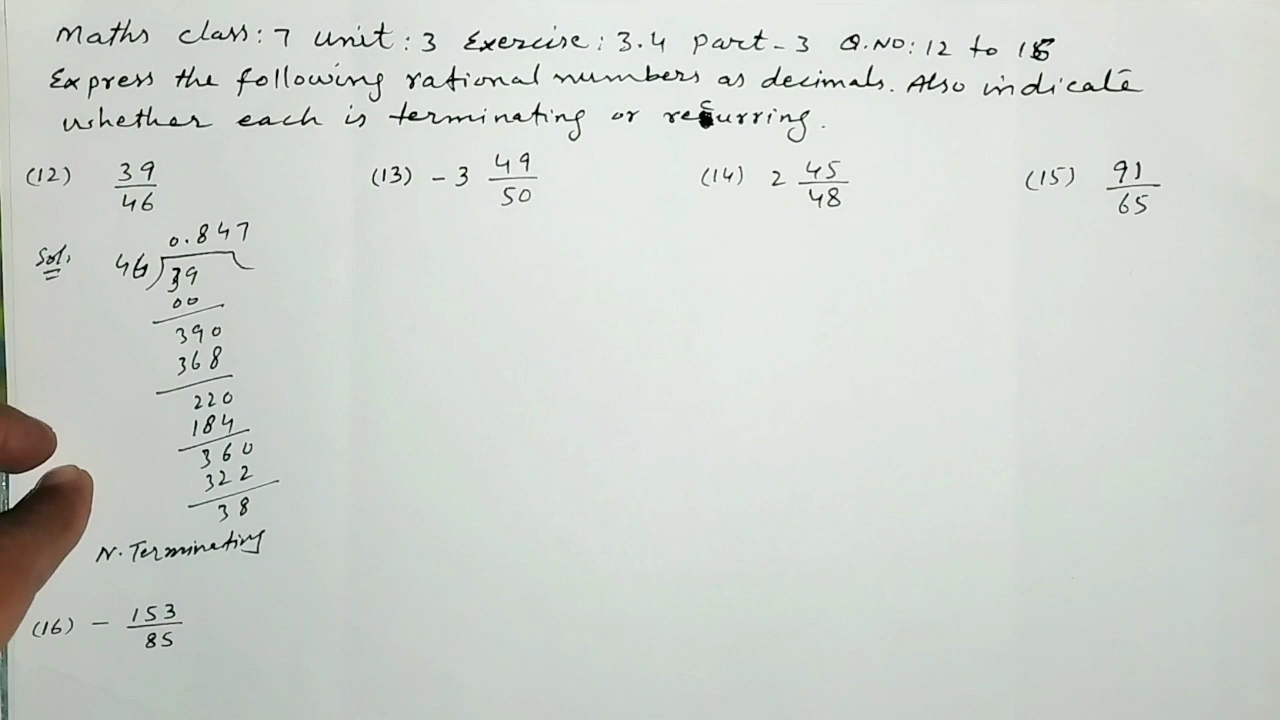 Maths class: 7 Unit: 3 Exercise: 3.4 Part-3 Q.NO: 12 to 16
Express the following rational numbers as decimals. Also indicate
whether each is terminating or recurring.
(12) 39/46 (13) -3 49/50 (14) 2 45/48 (15) 91/65
Sol.
0.847
46)39
00
390
368
220
184
360
322
38
N. Terminating
(16) - 153/85